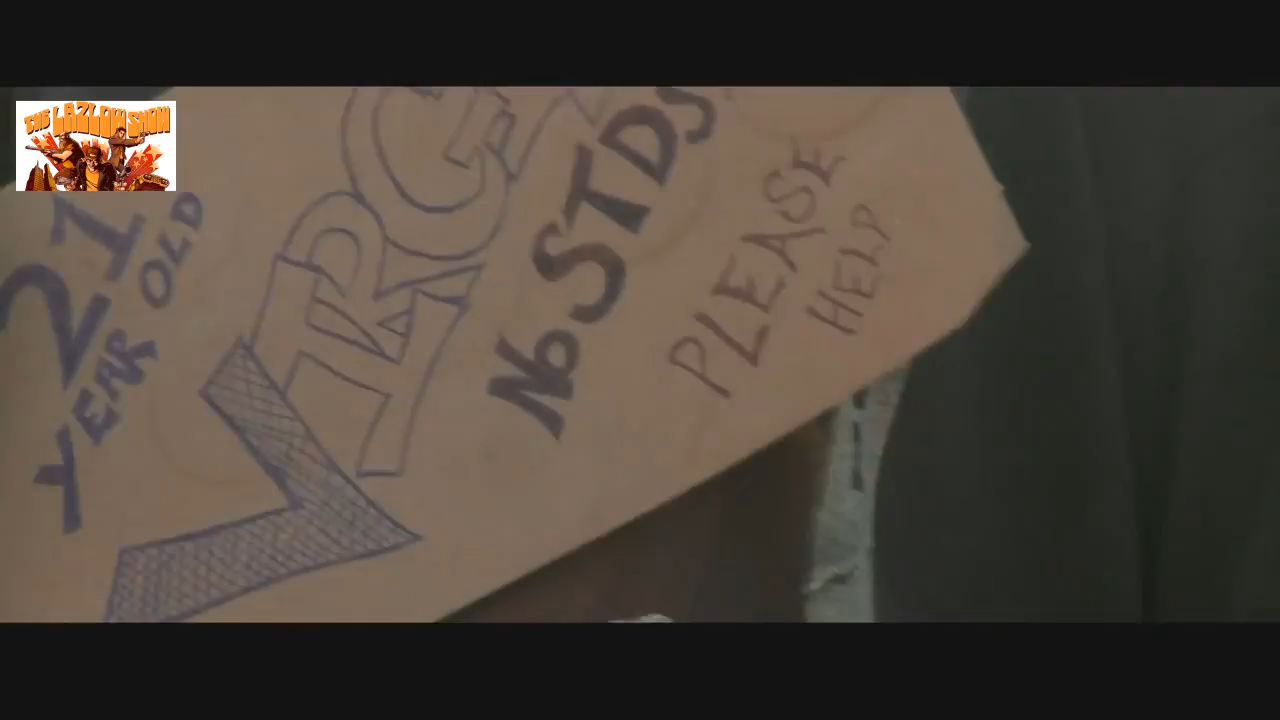 THE LAZLOW SHOW
21
YEAR OLD
NO STDS
PLEASE
HELP